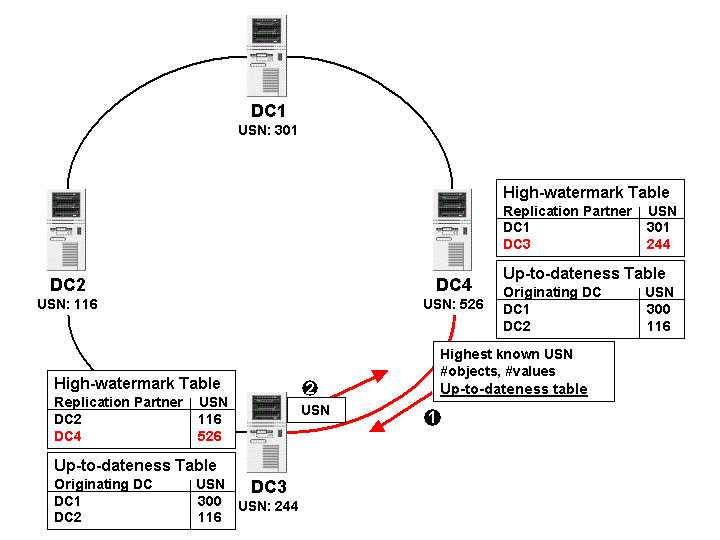 DC1
USN: 301
DC2
USN: 116
DC4
USN: 526
High-watermark Table
Replication Partner USN
DC1 301
DC3 244
Up-to-dateness Table
Originating DC USN
DC1 300
DC2 116
Highest known USN
#objects, #values
Up-to-dateness table
1
2
USN
High-watermark Table
Replication Partner USN
DC2 116
DC4 526
Up-to-dateness Table
Originating DC USN
DC1 300
DC2 116
DC3
USN: 244